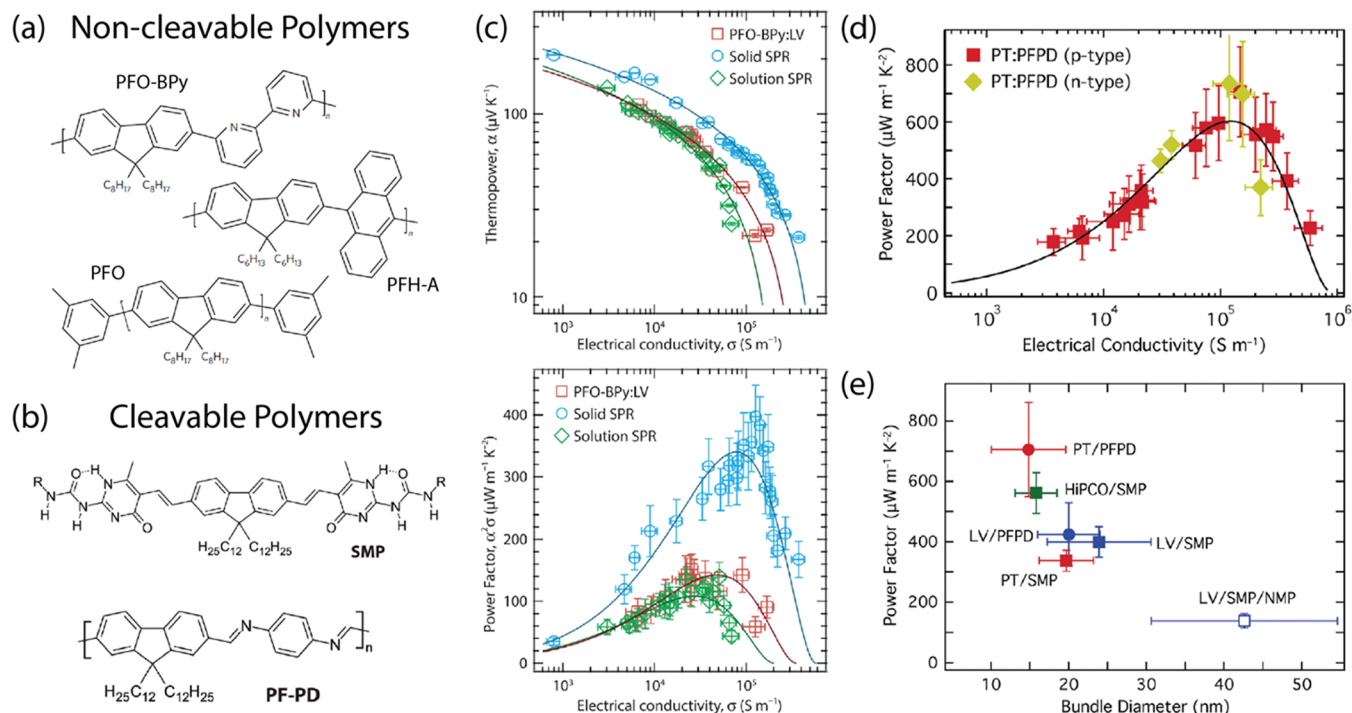 (a) Non-cleavable Polymers
PFO-BPy
N
N
n
C₈H₁₇ C₈H₁₇
n
C₆H₁₃ C₆H₁₃
PFH-A
PFO
n
C₈H₁₇ C₈H₁₇
(b) Cleavable Polymers
R N H O H N N H N O
O N N H O H N R
H₂₅C₁₂ C₁₂H₂₅
SMP
N N n
H₂₅C₁₂ C₁₂H₂₅
PF-PD
(c)
PFO-BPy:LV
Solid SPR
Solution SPR
Thermopower, α (μV K⁻¹)
100
10
10³ 10⁴ 10⁵
Electrical conductivity, σ (S m⁻¹)
PFO-BPy:LV
Solid SPR
Solution SPR
Power Factor, α²σ (μW m⁻¹ K⁻²)
400
300
200
100
0
10³ 10⁴ 10⁵
Electrical conductivity, σ (S m⁻¹)
(d)
PT:PFPD (p-type)
PT:PFPD (n-type)
Power Factor (μW m⁻¹ K⁻²)
800
600
400
200
0
10³ 10⁴ 10⁵ 10⁶
Electrical Conductivity (S m⁻¹)
(e)
Power Factor (μW m⁻¹ K⁻²)
800
600
400
200
0
PT/PFPD
HiPCO/SMP
LV/PFPD
LV/SMP
PT/SMP
LV/SMP/NMP
10 20 30 40 50
Bundle Diameter (nm)